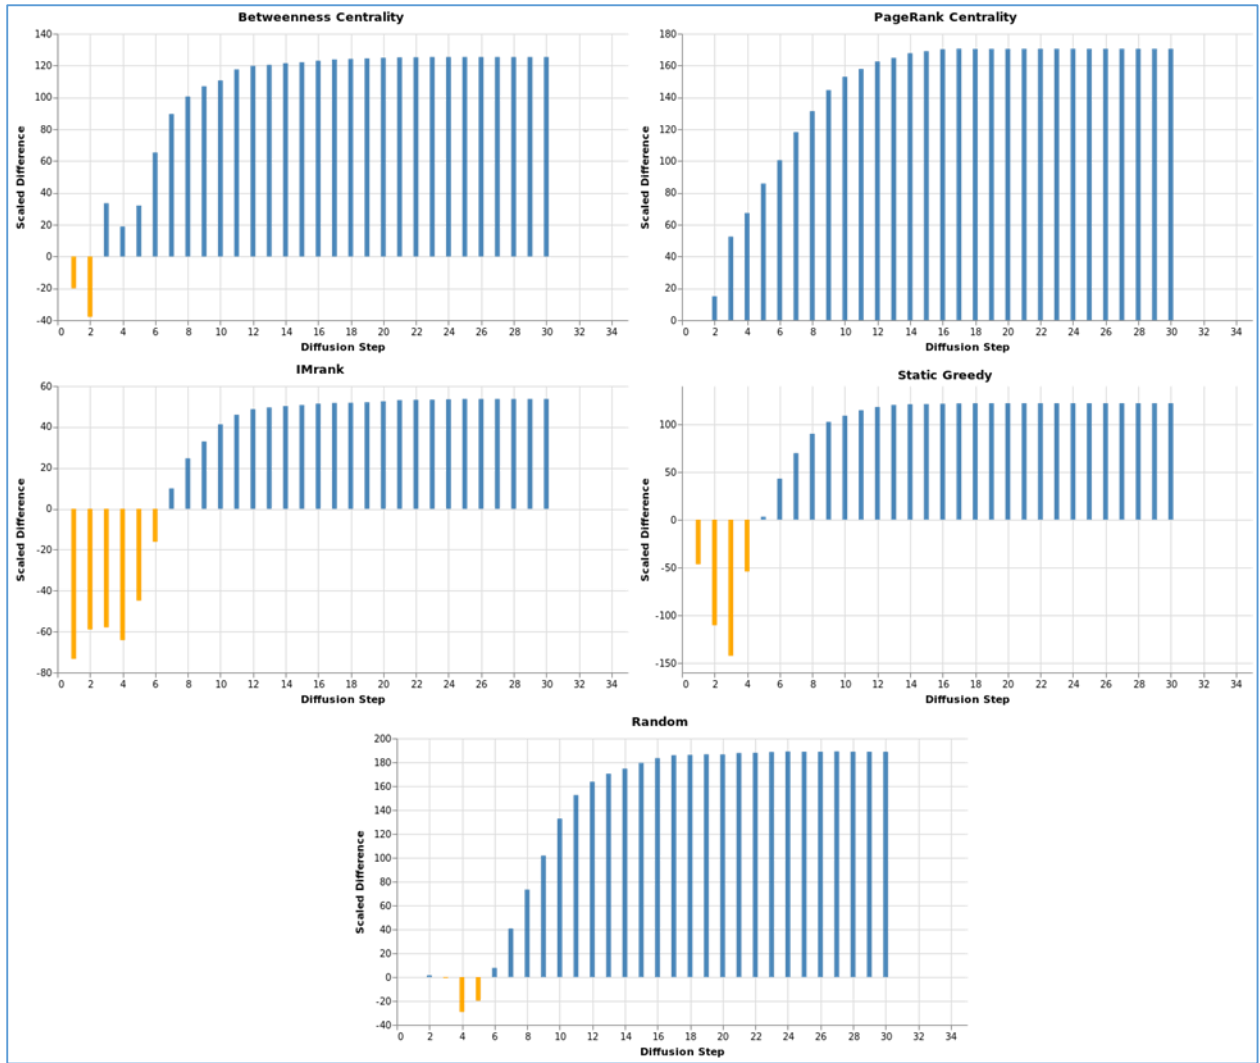 Betweenness Centrality
140
120
100
80
60
40
20
0
-20
-40
Scaled Difference
0 2 4 6 8 10 12 14 16 18 20 22 24 26 28 30 32 34
Diffusion Step
PageRank Centrality
180
160
140
120
100
80
60
40
20
0
Scaled Difference
0 2 4 6 8 10 12 14 16 18 20 22 24 26 28 30 32 34
Diffusion Step
IMrank
60
40
20
0
-20
-40
-60
-80
Scaled Difference
0 2 4 6 8 10 12 14 16 18 20 22 24 26 28 30 32 34
Diffusion Step
Static Greedy
100
50
0
-50
-100
-150
Scaled Difference
0 2 4 6 8 10 12 14 16 18 20 22 24 26 28 30 32 34
Diffusion Step
Random
200
180
160
140
120
100
80
60
40
20
0
-20
-40
Scaled Difference
0 2 4 6 8 10 12 14 16 18 20 22 24 26 28 30 32 34
Diffusion Step